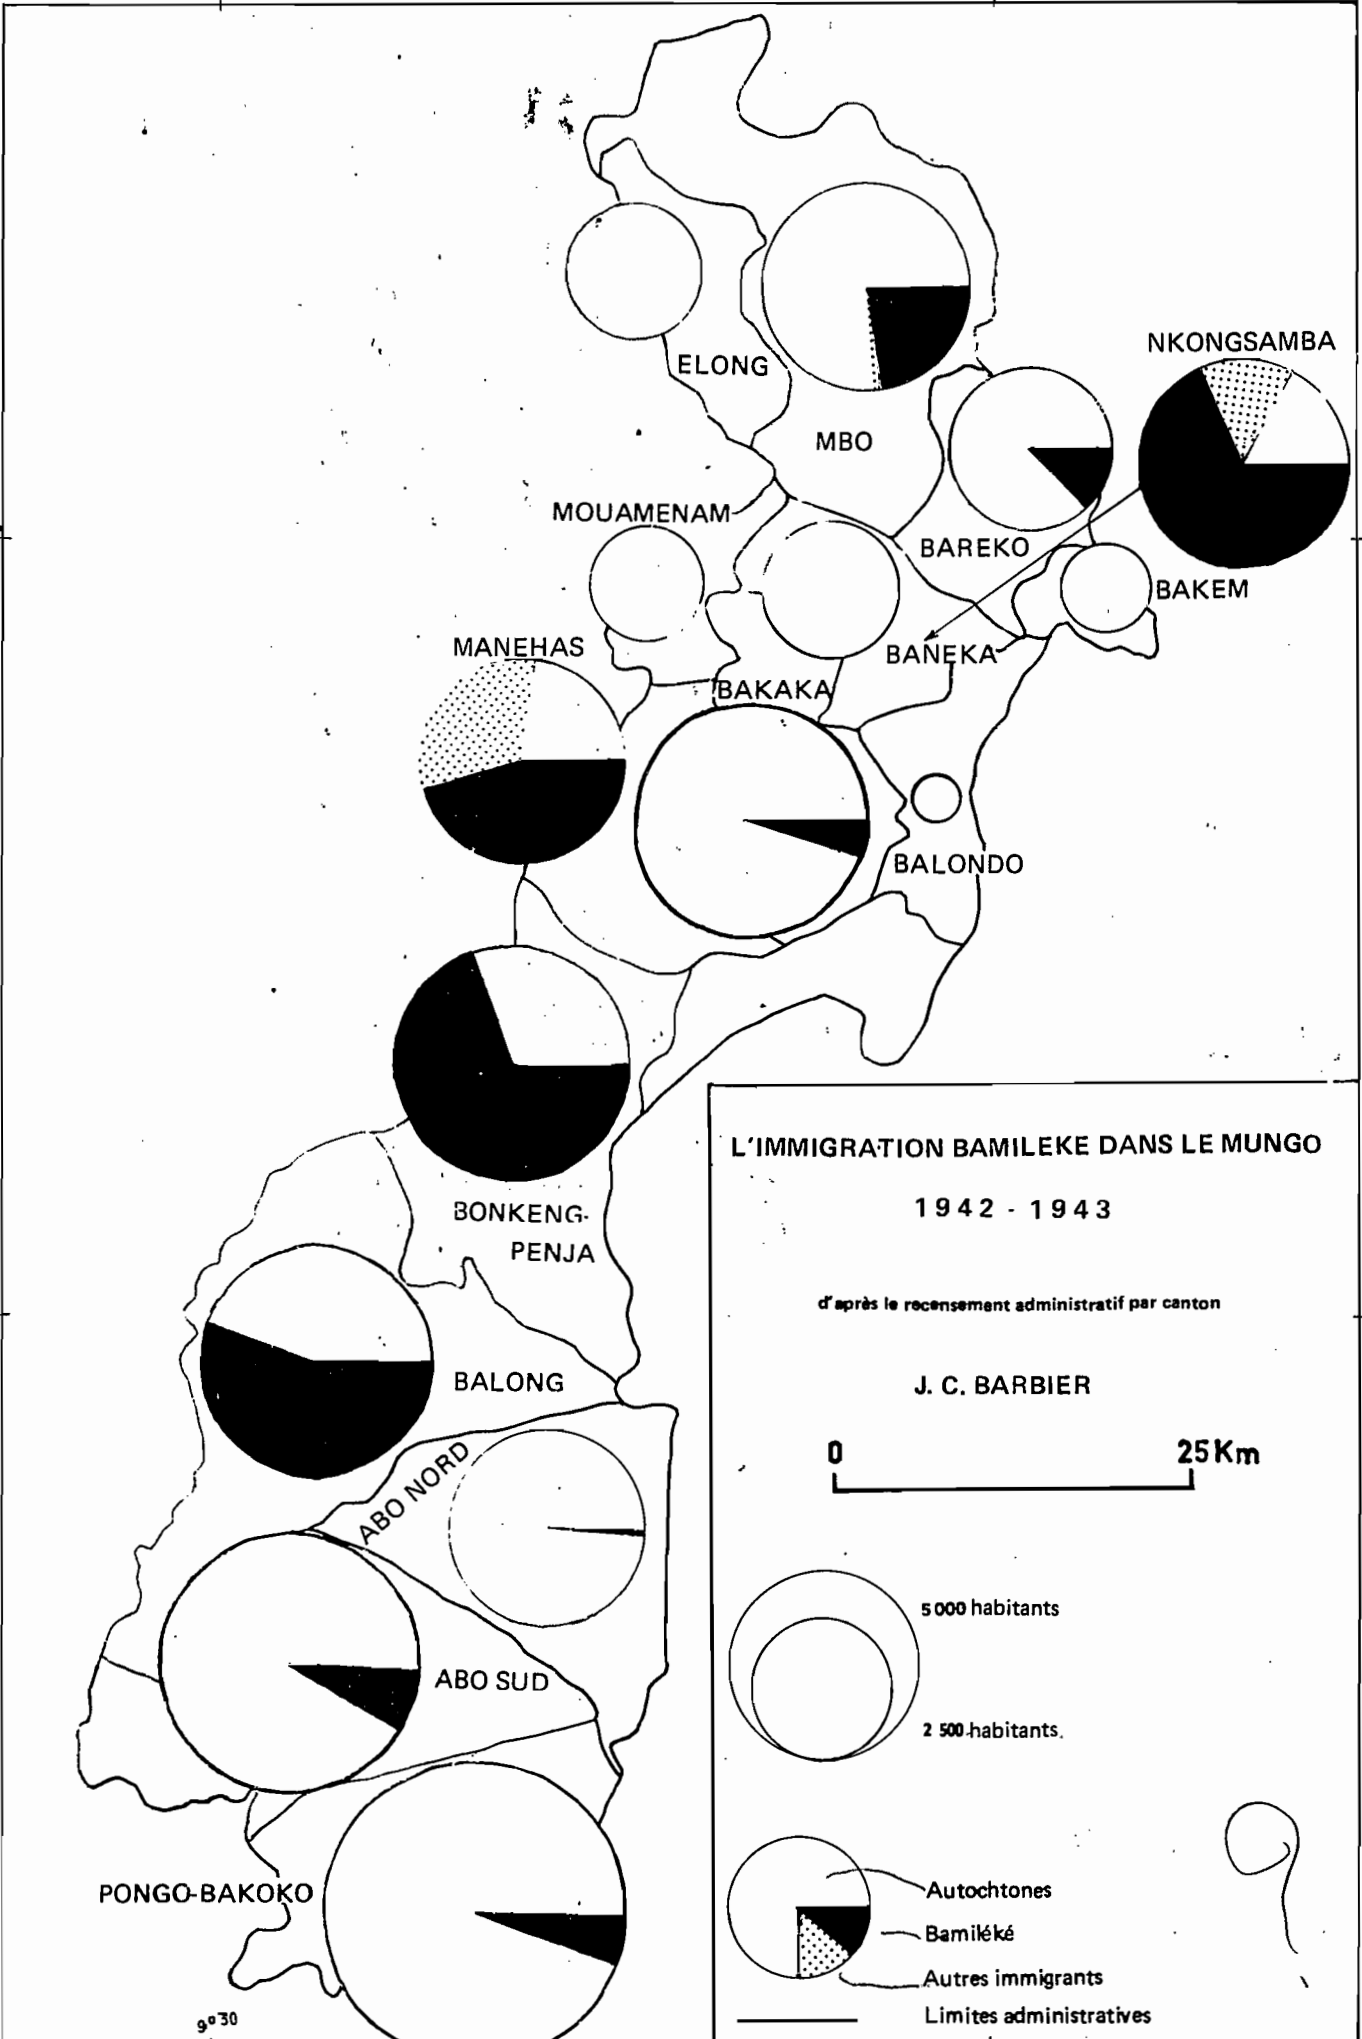 NKONGSAMBA
ELONG
MBO
MOUAMENAM
BAREKO
BAKEM
MANEHAS
BANEKA
BAKAKA
BALONDO
BONKENG-
PENJA
BALONG
ABO NORD
ABO SUD
PONGO-BAKOKO
9°30
L'IMMIGRATION BAMILEKE DANS LE MUNGO
1942 - 1943
d'après le recensement administratif par canton
J. C. BARBIER
0 25Km
5000 habitants
2 500 habitants.
Autochtones
Bamiléké
Autres immigrants
Limites administratives